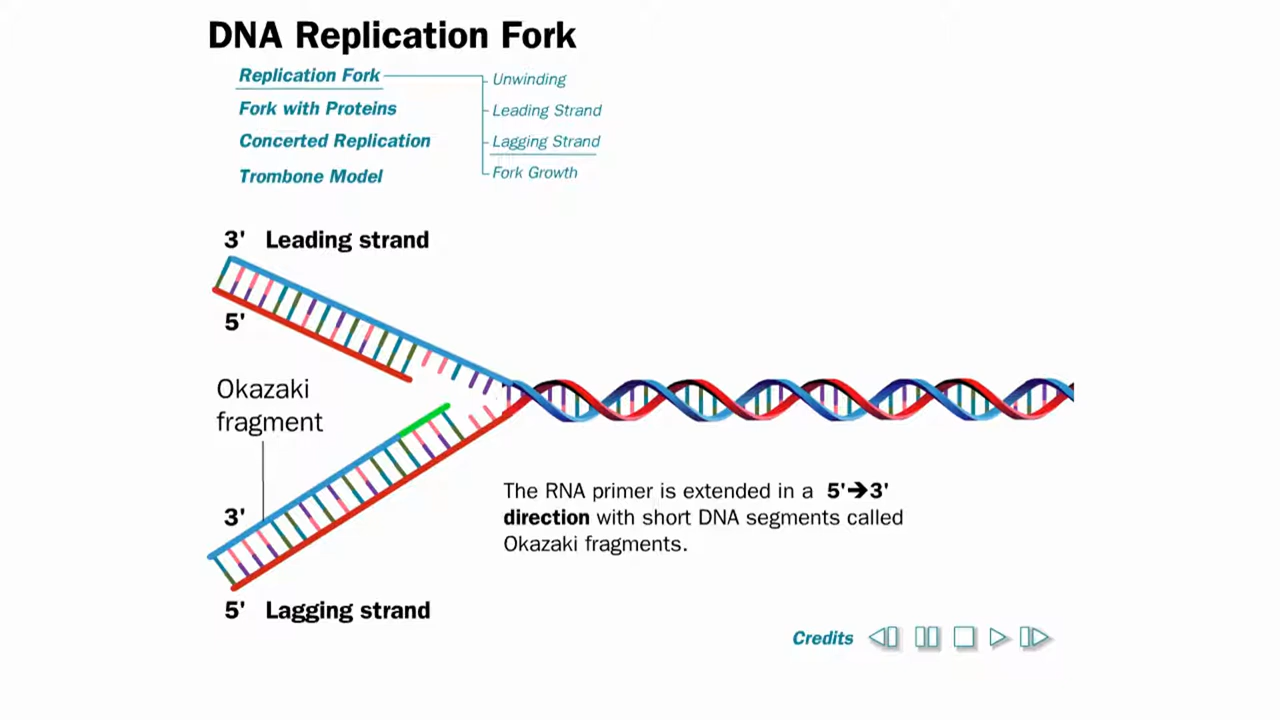 DNA Replication Fork
Replication Fork
Fork with Proteins
Concerted Replication
Trombone Model
Unwinding
Leading Strand
Lagging Strand
Fork Growth
3' Leading strand
5'
Okazaki
fragment
3'
5' Lagging strand
The RNA primer is extended in a 5'➔3'
direction with short DNA segments called
Okazaki fragments.
Credits